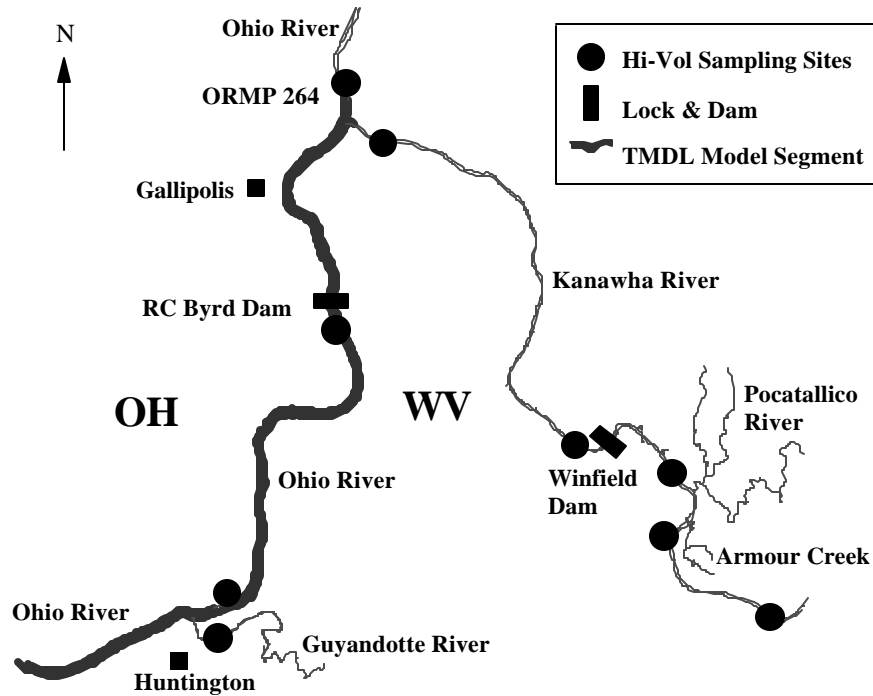 Ohio River
N
ORMP 264
Hi-Vol Sampling Sites
Lock & Dam
TMDL Model Segment
Gallipolis
Kanawha River
RC Byrd Dam
OH
WV
Pocatallico
River
Ohio River
Winfield
Dam
Armour Creek
Ohio River
Guyandotte River
Huntington